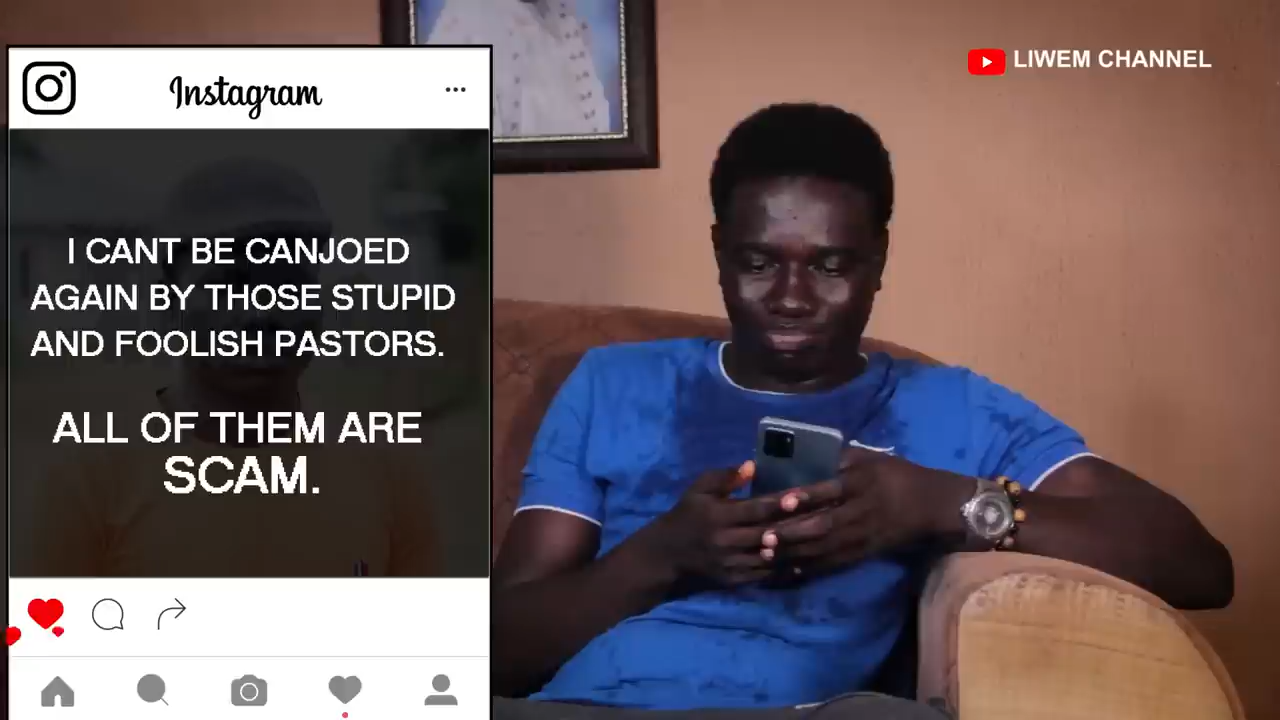 Instagram
I CANT BE CANJOED
AGAIN BY THOSE STUPID
AND FOOLISH PASTORS.
ALL OF THEM ARE
SCAM.
LIWEM CHANNEL